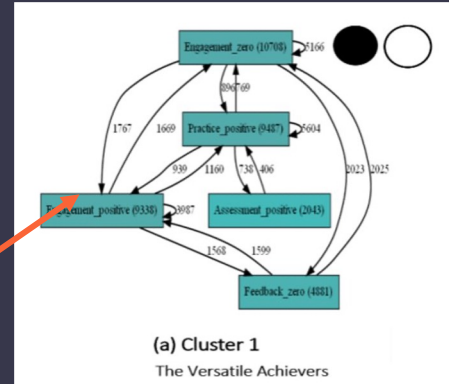 Engagement_zero (10708)
5166
896
769
1767
1669
Practice_positive (9487)
5604
939
1160
738
406
2023
2025
Engagement_positive (9338)
3987
Assessment_positive (2043)
1568
1599
Feedback_zero (4881)
(a) Cluster 1
The Versatile Achievers